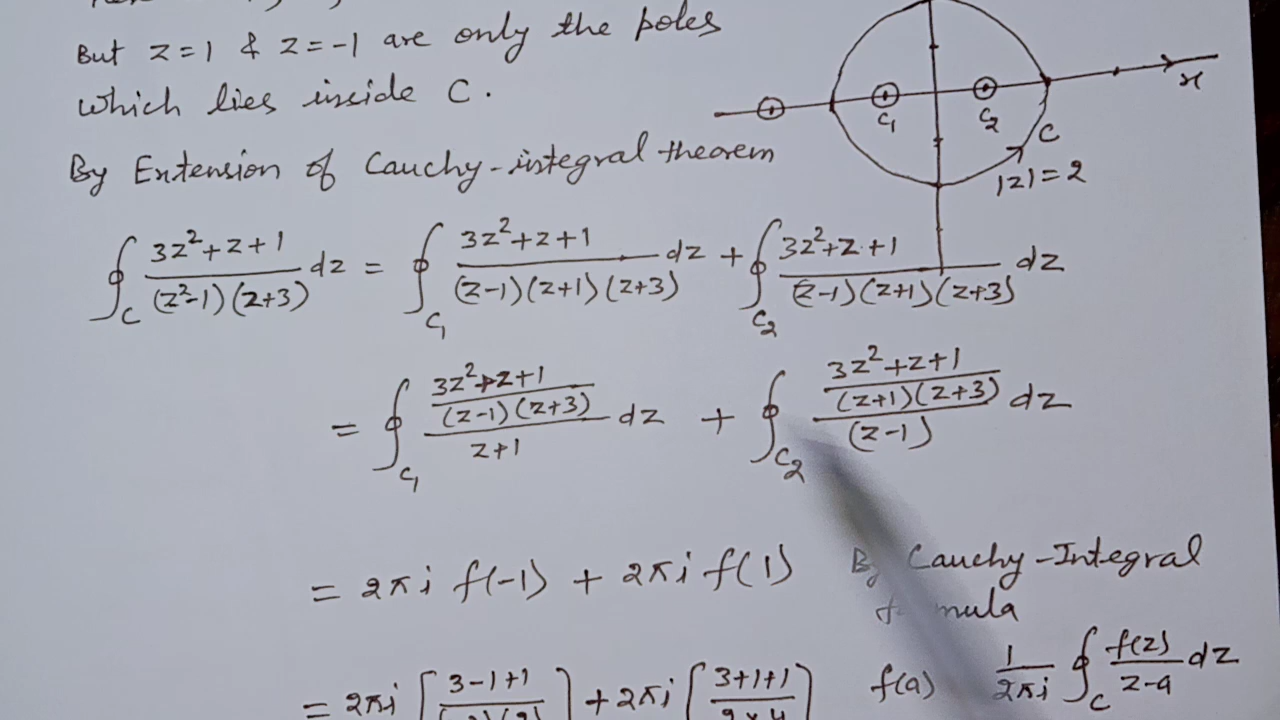 But z=1 & z=-1 are only the poles
which lies inside C.
By Extension of Cauchy-integral theorem
∮_C (3z²+z+1)/((z²-1)(z+3)) dz = ∮_C₁ (3z²+z+1)/((z-1)(z+1)(z+3)) dz + ∮_C₂ (3z²+z+1)/((z-1)(z+1)(z+3)) dz
= ∮_C₁ ((3z²+z+1)/((z-1)(z+3)))/(z+1) dz + ∮_C₂ ((3z²+z+1)/((z+1)(z+3)))/(z-1) dz
= 2πi f(-1) + 2πi f(1) By Cauchy-Integral
formula
= 2πi [(3-1+1)/] + 2πi [(3+1+1)/]
f(a) 1/(2πi) ∮_C f(z)/(z-a) dz
C₁ C₂
x
C
|z|=2